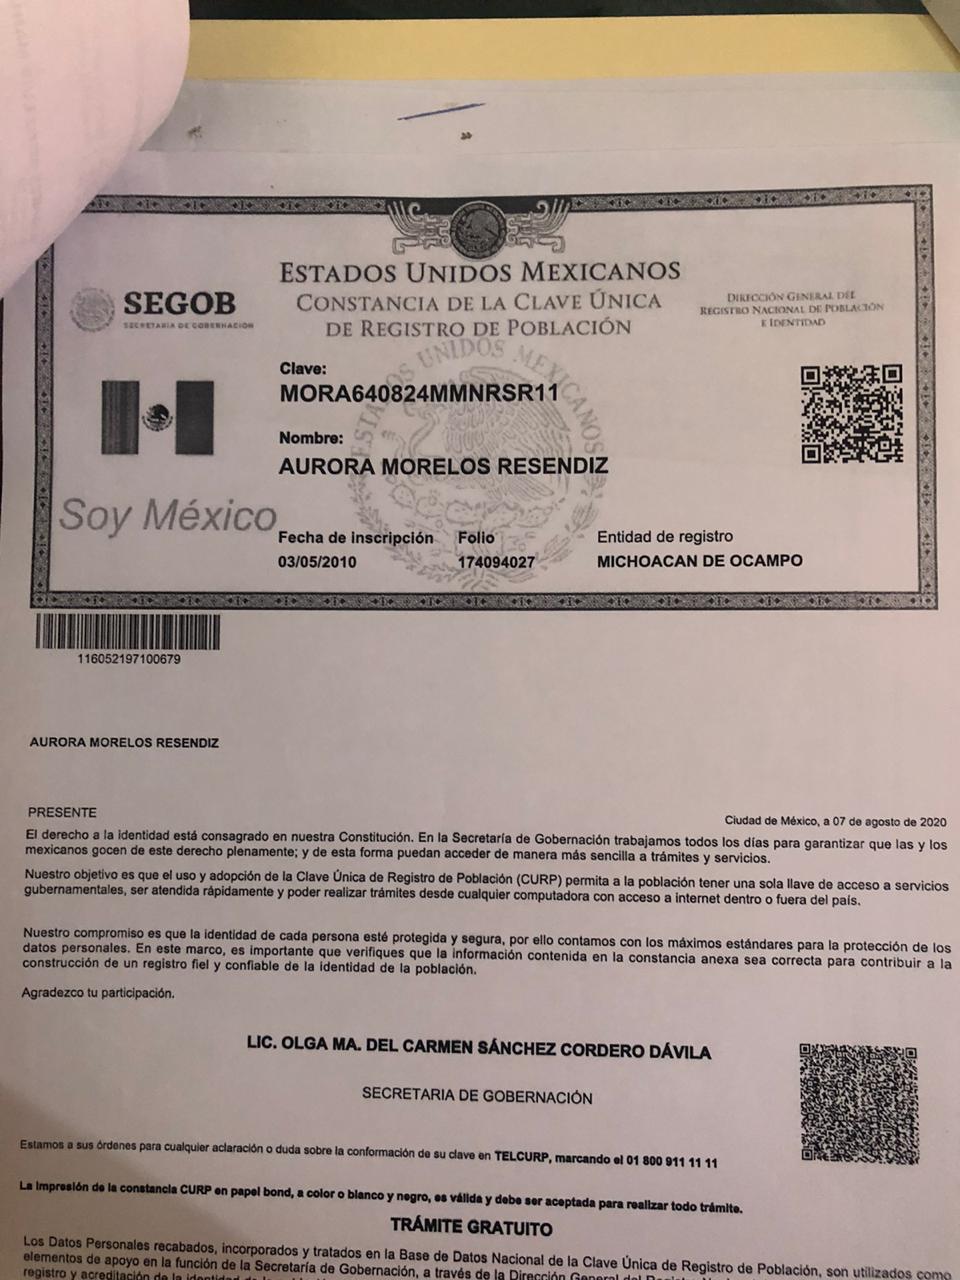 ESTADOS UNIDOS MEXICANOS
CONSTANCIA DE LA CLAVE ÚNICA
DE REGISTRO DE POBLACIÓN
SEGOB
SECRETARÍA DE GOBERNACIÓN
DIRECCIÓN GENERAL DEL
REGISTRO NACIONAL DE POBLACIÓN
E IDENTIDAD
ESTADOS UNIDOS MEXICANOS
Clave:
MORA640824MMNRSR11
Nombre:
AURORA MORELOS RESENDIZ
Soy México
Fecha de inscripción Folio Entidad de registro
03/05/2010 174094027 MICHOACAN DE OCAMPO
116052197100679
AURORA MORELOS RESENDIZ
PRESENTE
Ciudad de México, a 07 de agosto de 2020
El derecho a la identidad está consagrado en nuestra Constitución. En la Secretaría de Gobernación trabajamos todos los días para garantizar que las y los
mexicanos gocen de este derecho plenamente; y de esta forma puedan acceder de manera más sencilla a trámites y servicios.
Nuestro objetivo es que el uso y adopción de la Clave Única de Registro de Población (CURP) permita a la población tener una sola llave de acceso a servicios
gubernamentales, ser atendida rápidamente y poder realizar trámites desde cualquier computadora con acceso a internet dentro o fuera del país.
Nuestro compromiso es que la identidad de cada persona esté protegida y segura, por ello contamos con los máximos estándares para la protección de los
datos personales. En este marco, es importante que verifiques que la información contenida en la constancia anexa sea correcta para contribuir a la
construcción de un registro fiel y confiable de la identidad de la población.
Agradezco tu participación.
LIC. OLGA MA. DEL CARMEN SÁNCHEZ CORDERO DÁVILA
SECRETARIA DE GOBERNACIÓN
Estamos a sus órdenes para cualquier aclaración o duda sobre la conformación de su clave en TELCURP, marcando el 01 800 911 11 11
La impresión de la constancia CURP en papel bond, a color o blanco y negro, es válida y debe ser aceptada para realizar todo trámite.
TRÁMITE GRATUITO
Los Datos Personales recabados, incorporados y tratados en la Base de Datos Nacional de la Clave Única de Registro de Población, son utilizados como
elementos de apoyo en la función de la Secretaría de Gobernación, a través de la Dirección General del Registro
registro y acreditación de la identidad de la